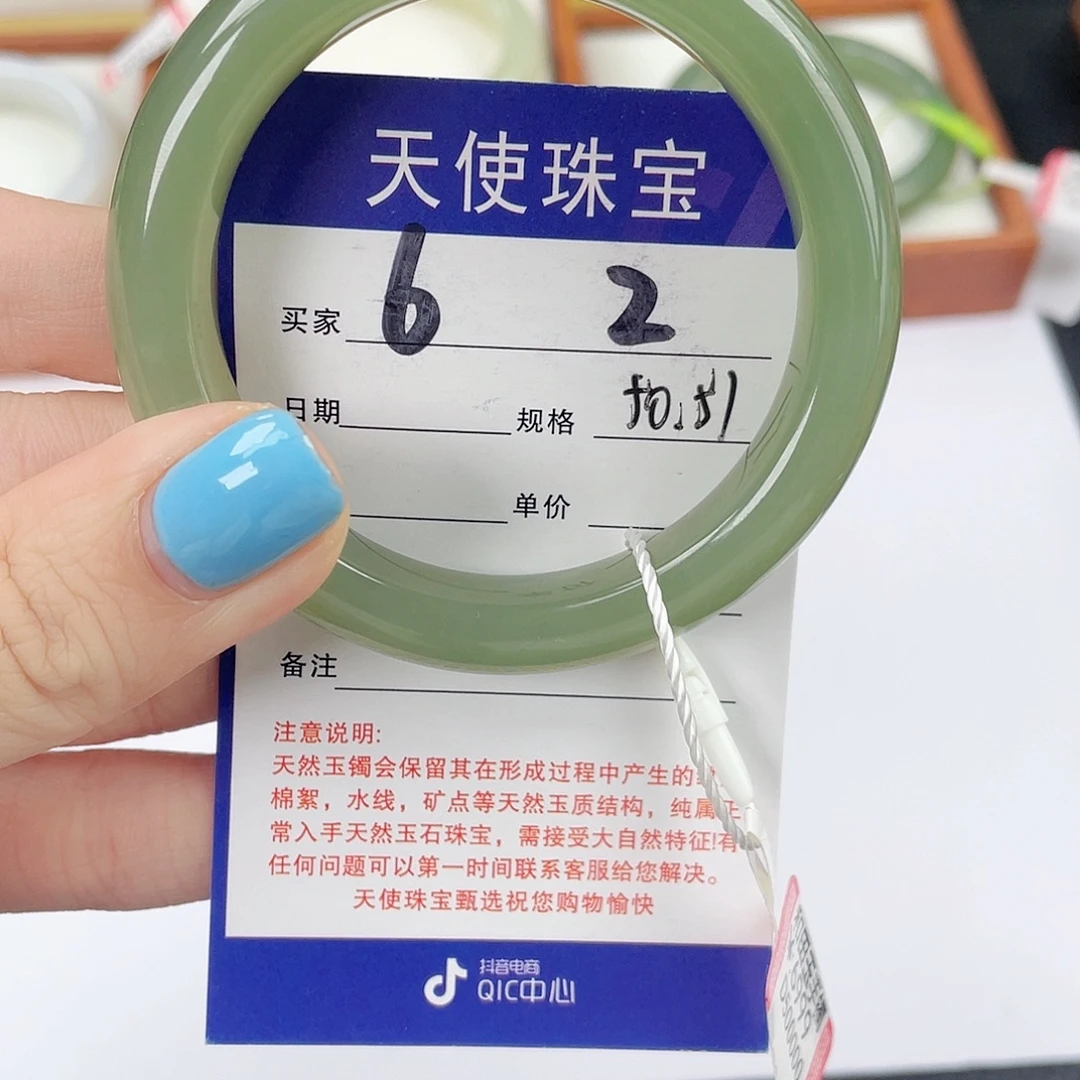 天使珠宝
买家 6 2
日期 规格
单价
备注
注意说明:
天然玉镯会保留其在形成过程中产生的
棉絮，水线，矿点等天然玉质结构，纯属正
常入手天然玉石珠宝，需接受大自然特征!有
任何问题可以第一时间联系客服给您解决。
天使珠宝甄选祝您购物愉快
抖音电商
QIC中心